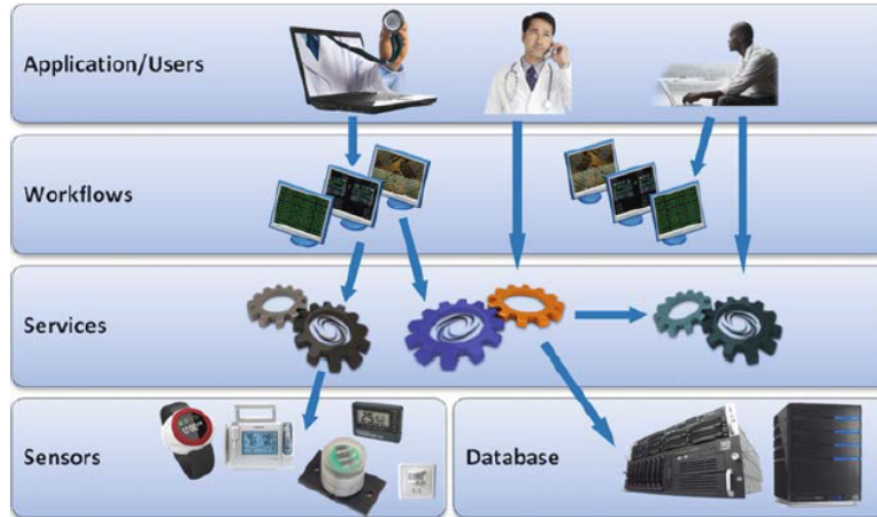 Application/Users
Workflows
Services
Sensors
Database